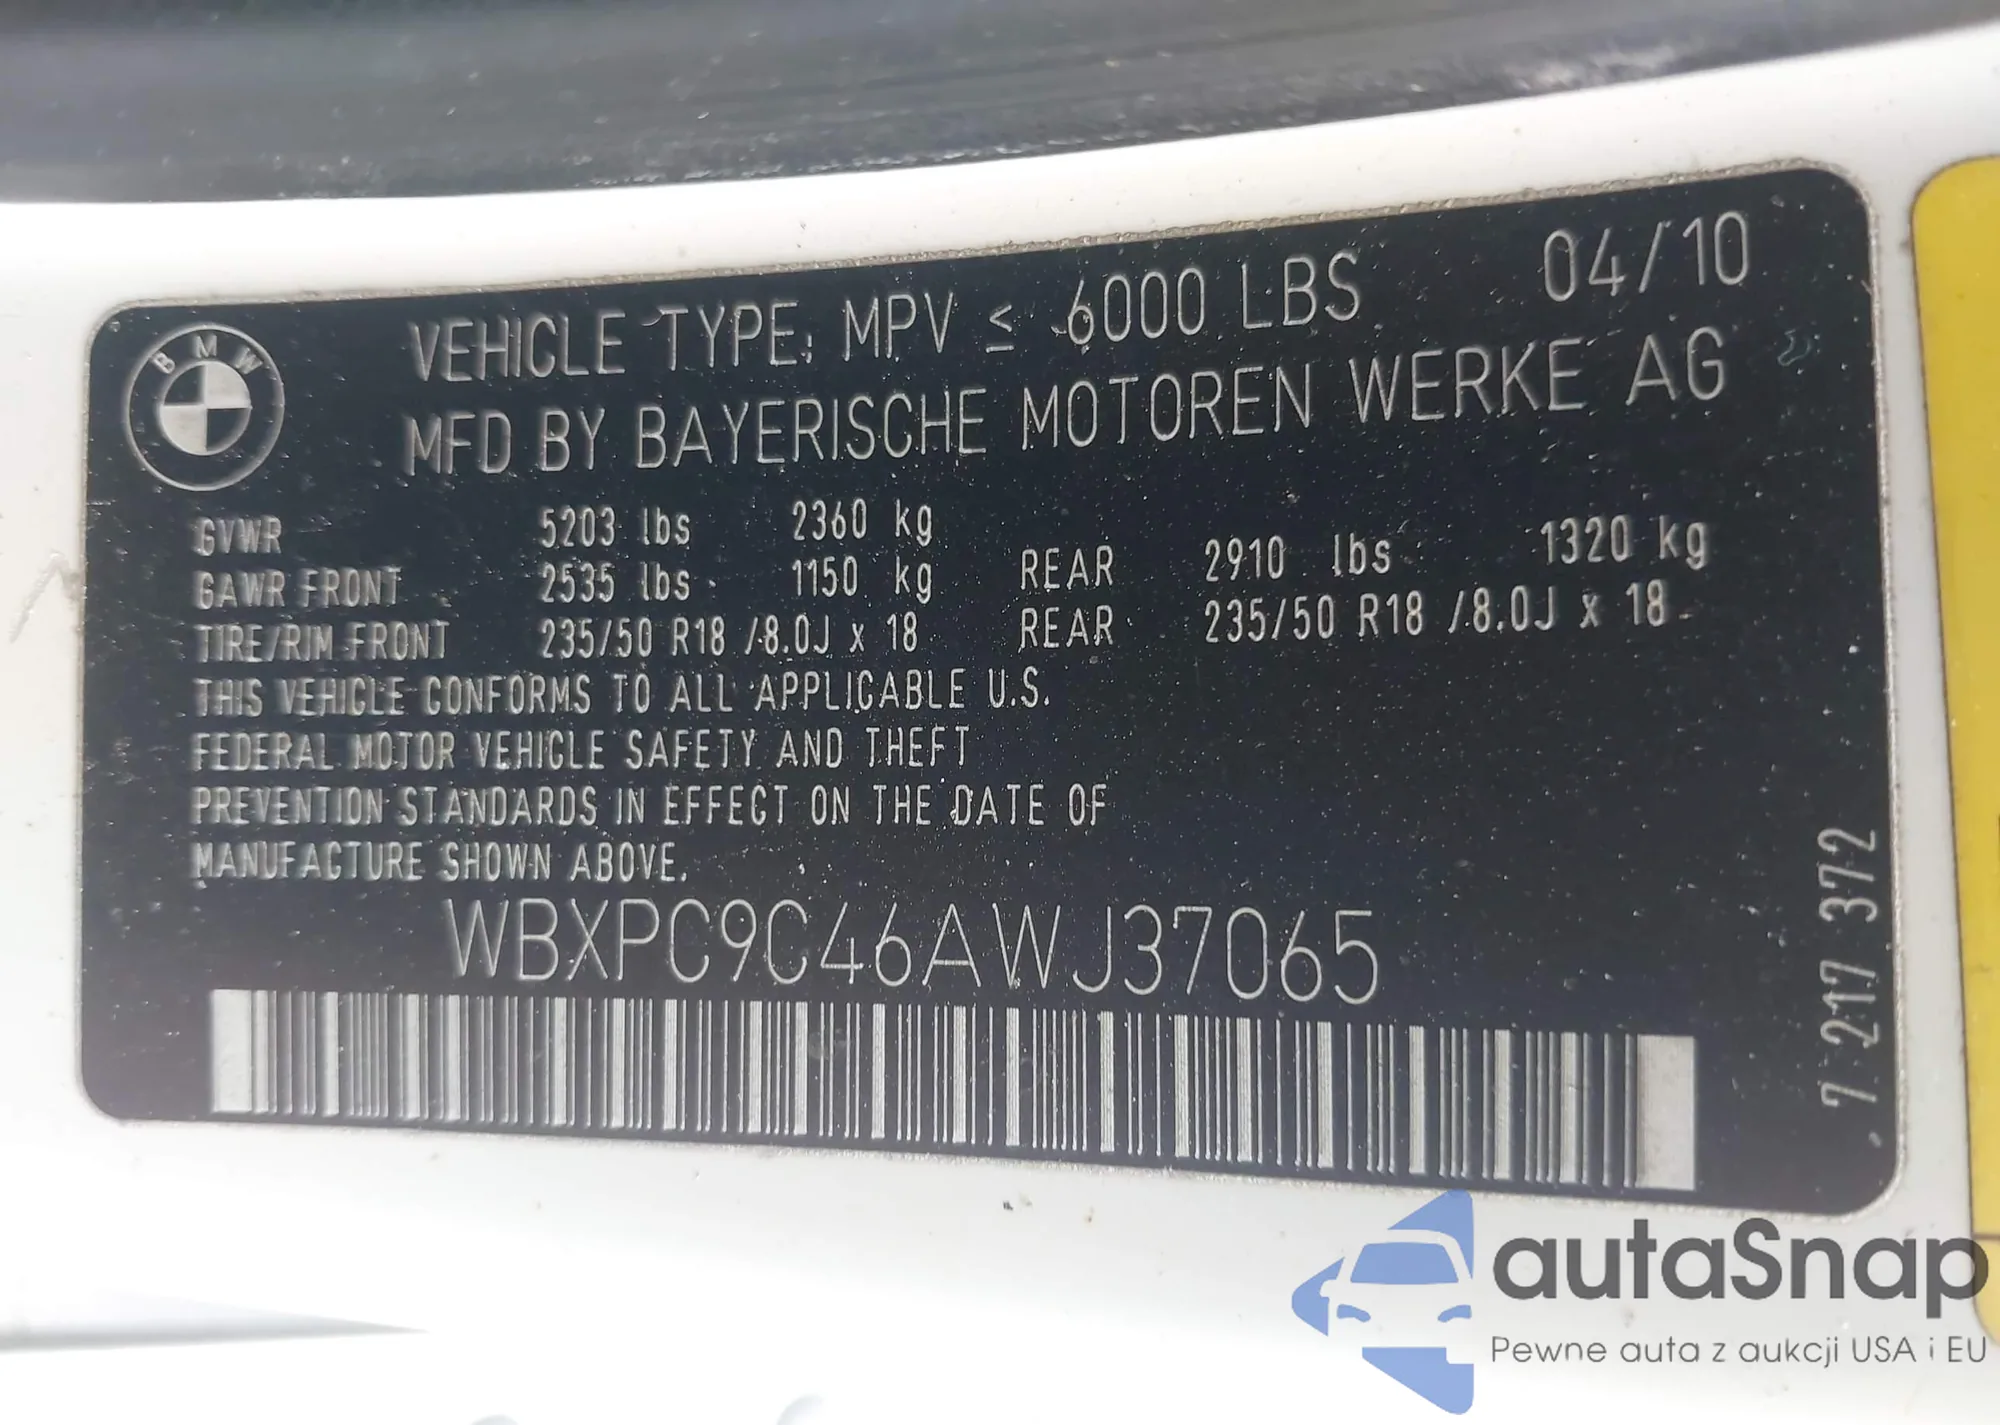 BMW
VEHICLE TYPE: MPV ≤ 6000 LBS 04/10
MFD BY BAYERISCHE MOTOREN WERKE AG
GVWR 5203 lbs 2360 kg
GAWR FRONT 2535 lbs 1150 kg REAR 2910 lbs 1320 kg
TIRE/RIM FRONT 235/50 R18 /8.0J x 18 REAR 235/50 R18 /8.0J x 18
THIS VEHICLE CONFORMS TO ALL APPLICABLE U.S.
FEDERAL MOTOR VEHICLE SAFETY AND THEFT
PREVENTION STANDARDS IN EFFECT ON THE DATE OF
MANUFACTURE SHOWN ABOVE.
WBXPC9C46AWJ37065
7 217 372
autaSnap
Pewne auta z aukcji USA i EU